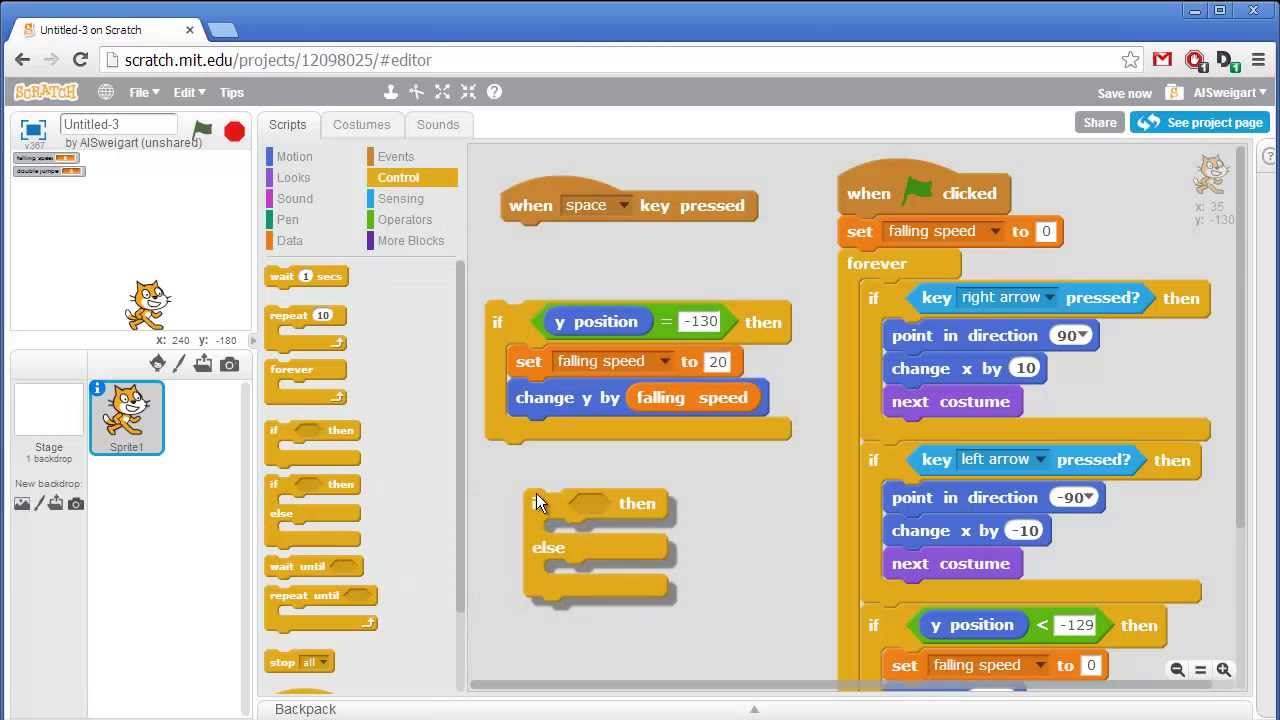 Untitled-3 on Scratch
scratch.mit.edu/projects/12098025/#editor
SCRATCH File Edit Tips Save now AlSweigart
Untitled-3
by AlSweigart (unshared)
v387
Scripts Costumes Sounds
Share See project page
falling speed
double jumps
x: 240 y: -180
Sprite1
Stage
1 backdrop
New backdrop:
Motion Events
Looks Control
Sound Sensing
Pen Operators
Data More Blocks
wait 1 secs
repeat 10
forever
if then
if then
else
wait until
repeat until
stop all
when space key pressed
if y position = -130 then
set falling speed to 20
change y by falling speed
then
else
when clicked
set falling speed to 0
forever
if key right arrow pressed? then
point in direction 90
change x by 10
next costume
if key left arrow pressed? then
point in direction -90
change x by -10
next costume
if y position < -129 then
set falling speed to 0
x: 35
y: -130
Backpack